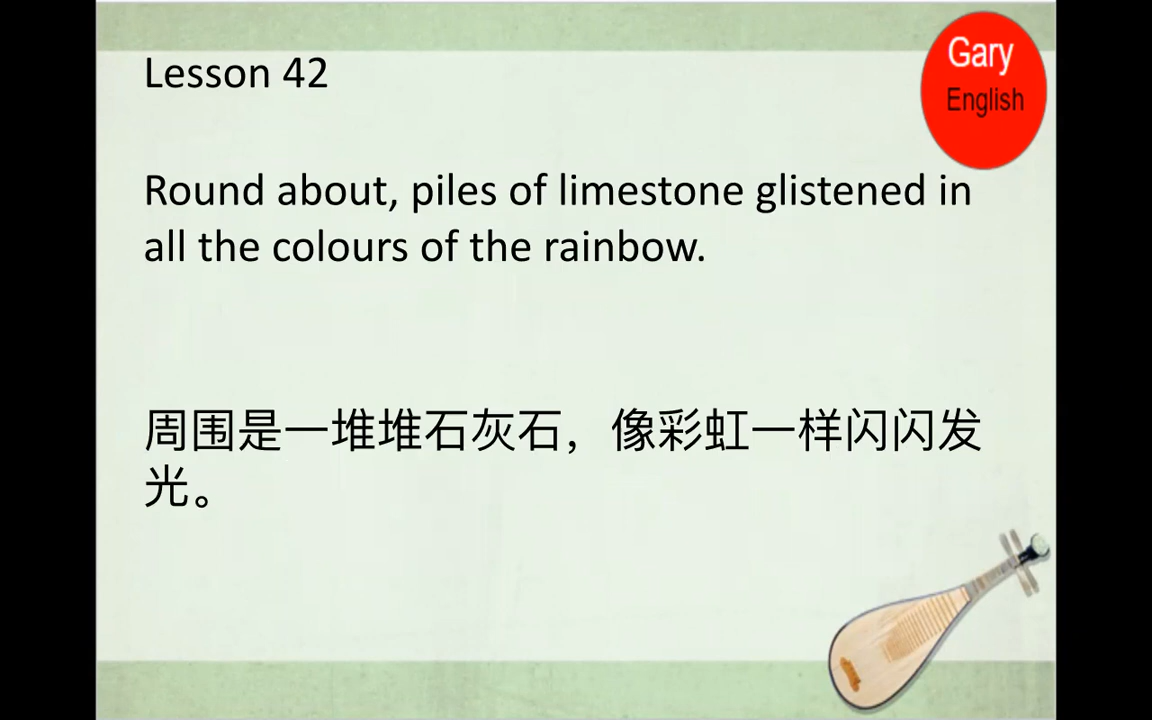 Lesson 42
Gary
English
Round about, piles of limestone glistened in
all the colours of the rainbow.
周围是一堆堆石灰石，像彩虹一样闪闪发
光。